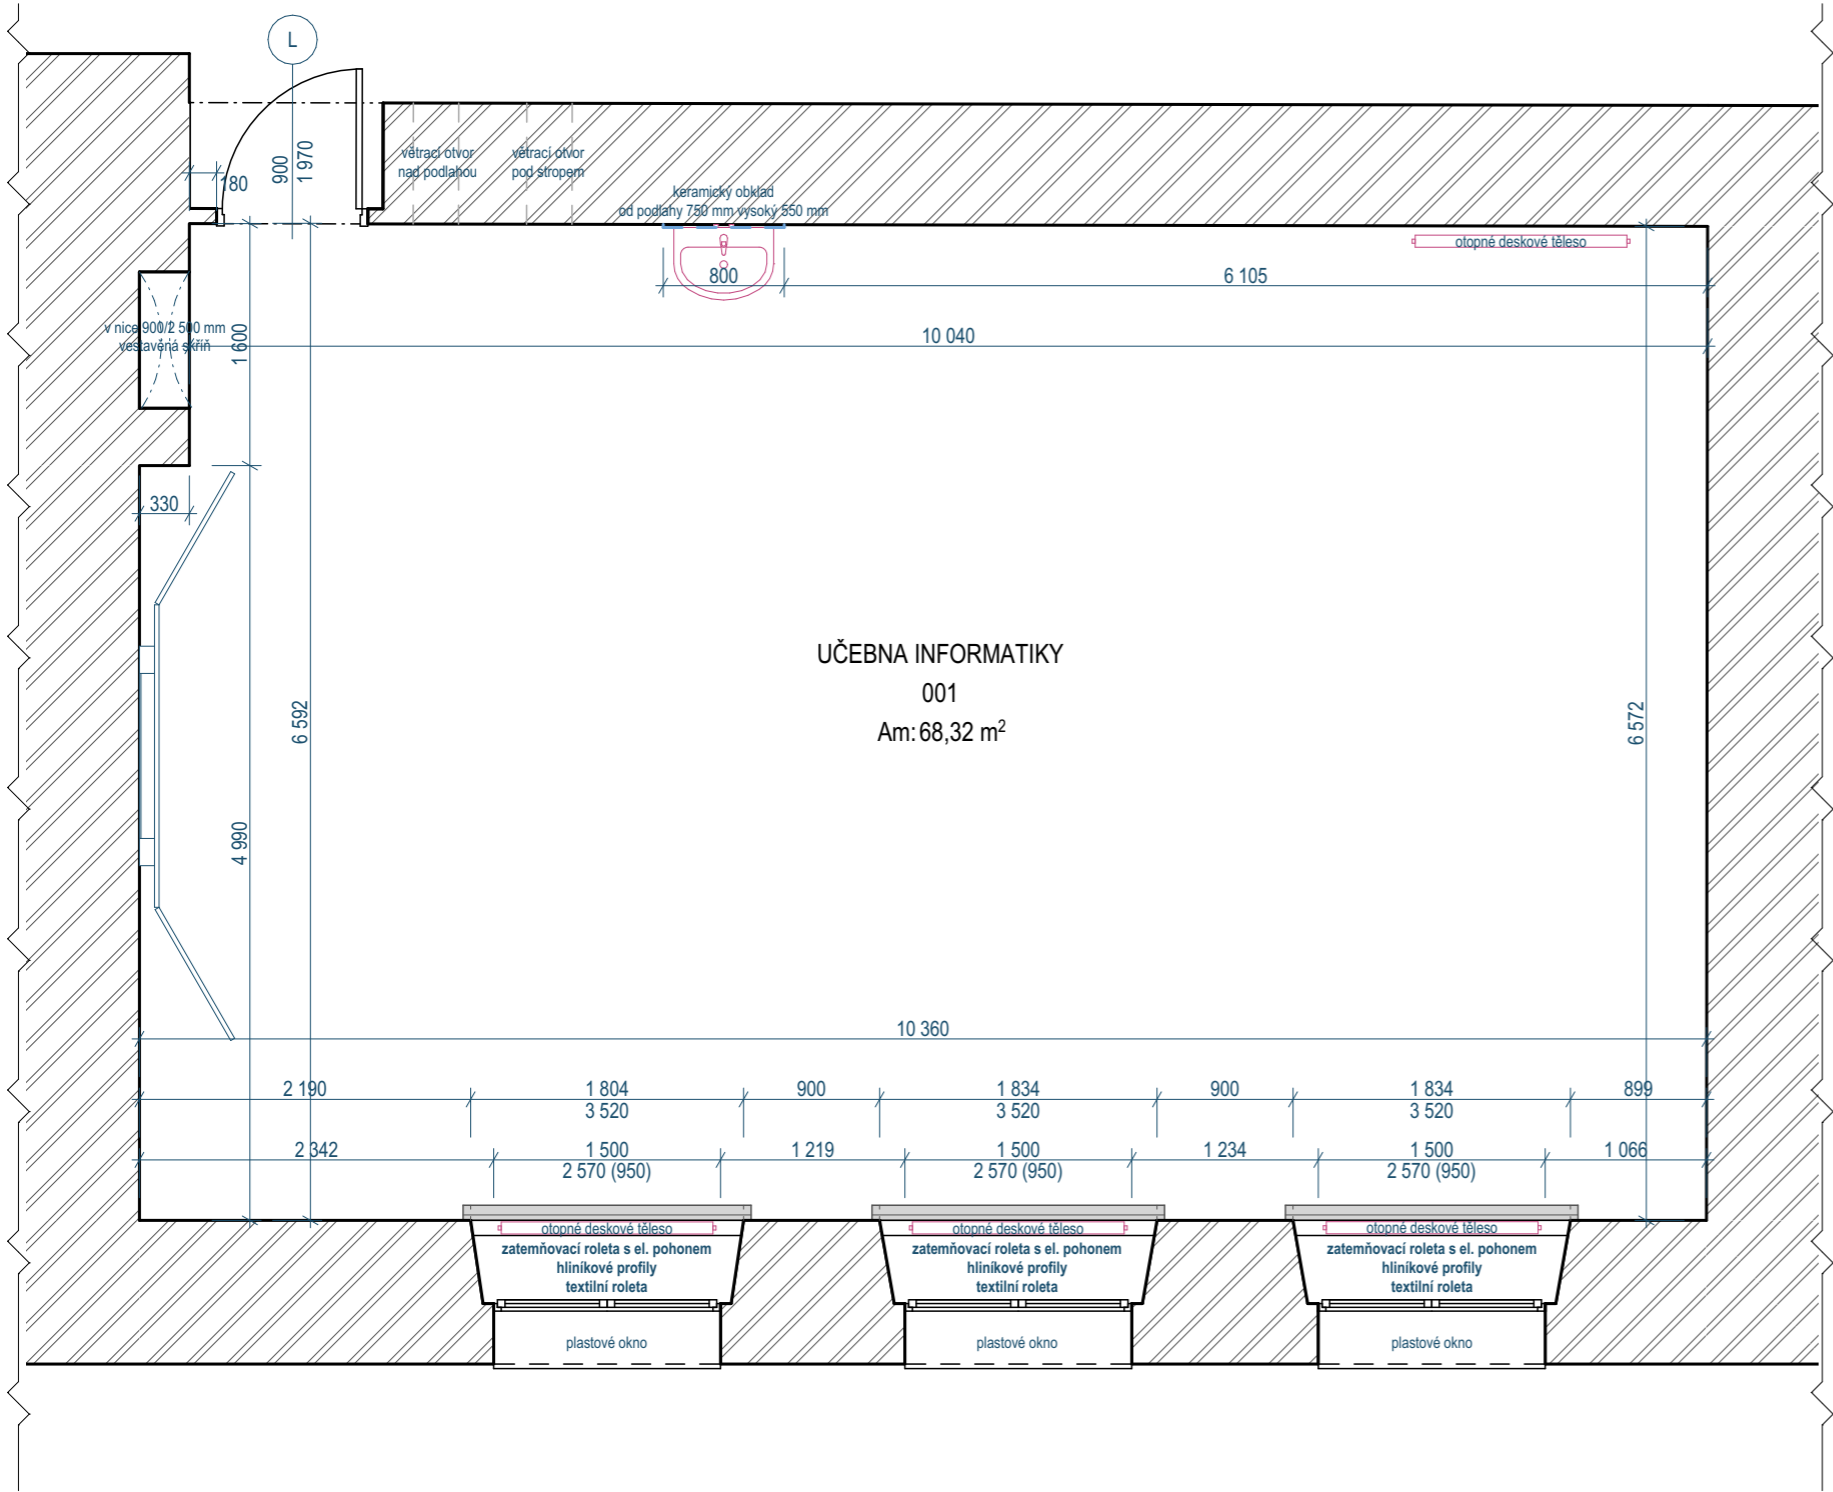 L
900
1 970
180
větrací otvor
nad podlahou
větrací otvor
pod stropem
keramický obklad
od podlahy 750 mm vysoký 550 mm
otopné deskové těleso
800
6 105
v nice 900/2 500 mm
vestavěná skříň
1 600
10 040
330
UČEBNA INFORMATIKY
001
Am: 68,32 m²
6 592
6 572
4 990
10 360
2 190
1 804
3 520
900
1 834
3 520
900
1 834
3 520
899
2 342
1 500
2 570 (950)
1 219
1 500
2 570 (950)
1 234
1 500
2 570 (950)
1 066
otopné deskové těleso
zatemňovací roleta s el. pohonem
hliníkové profily
textilní roleta
plastové okno
otopné deskové těleso
zatemňovací roleta s el. pohonem
hliníkové profily
textilní roleta
plastové okno
otopné deskové těleso
zatemňovací roleta s el. pohonem
hliníkové profily
textilní roleta
plastové okno